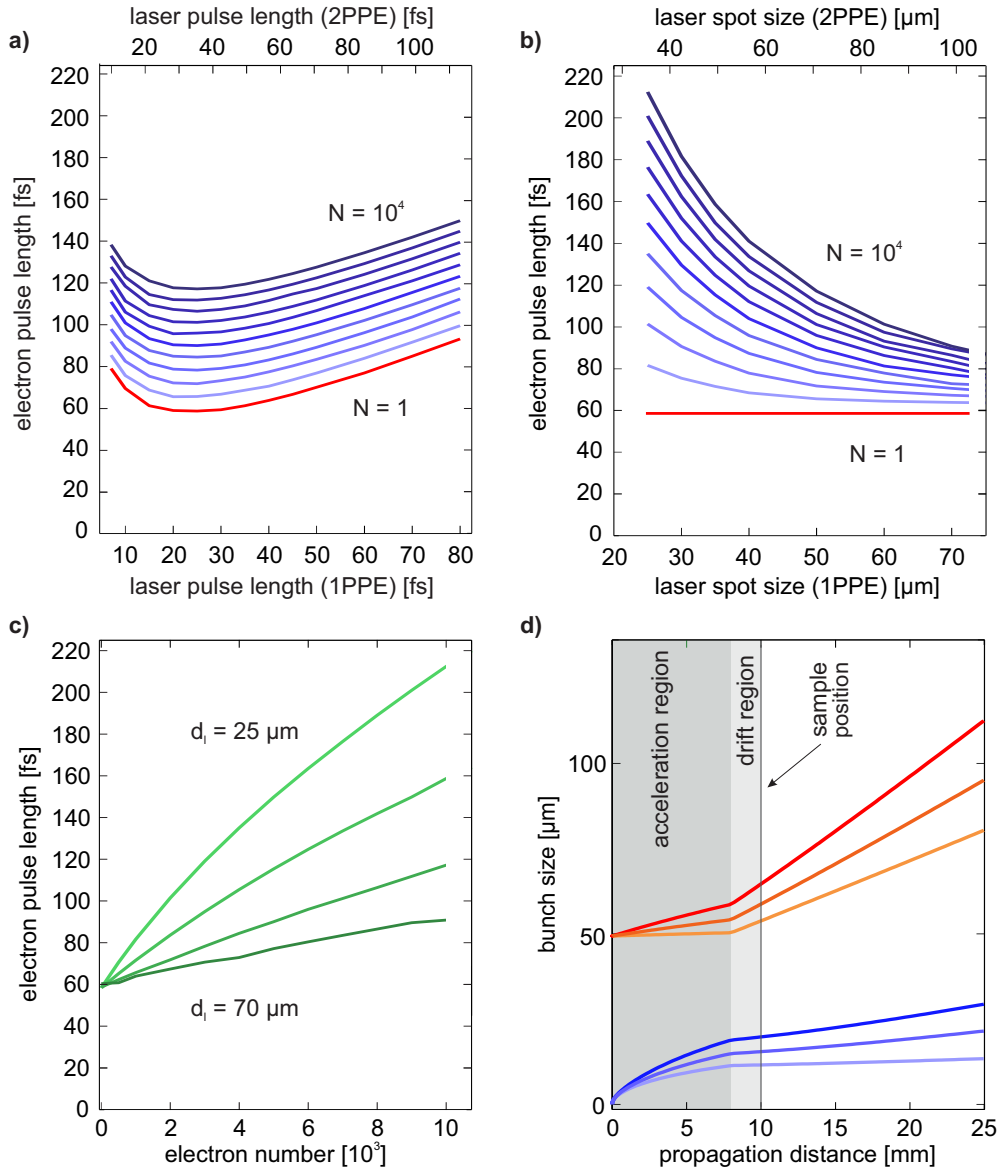 laser pulse length (2PPE) [fs]
a)
20 40 60 80 100
220
200
180
160
140
120
100
80
60
40
20
0
electron pulse length [fs]
N = 10⁴
N = 1
10 20 30 40 50 60 70 80
laser pulse length (1PPE) [fs]
laser spot size (2PPE) [µm]
b)
40 60 80 100
220
200
180
160
140
120
100
80
60
40
20
0
electron pulse length [fs]
N = 10⁴
N = 1
20 30 40 50 60 70
laser spot size (1PPE) [µm]
c)
220
200
180
160
140
120
100
80
60
40
20
0
electron pulse length [fs]
dₗ = 25 µm
dₗ = 70 µm
0 2 4 6 8 10
electron number [10³]
d)
100
50
0
bunch size [µm]
acceleration region
drift region
sample
position
0 5 10 15 20 25
propagation distance [mm]